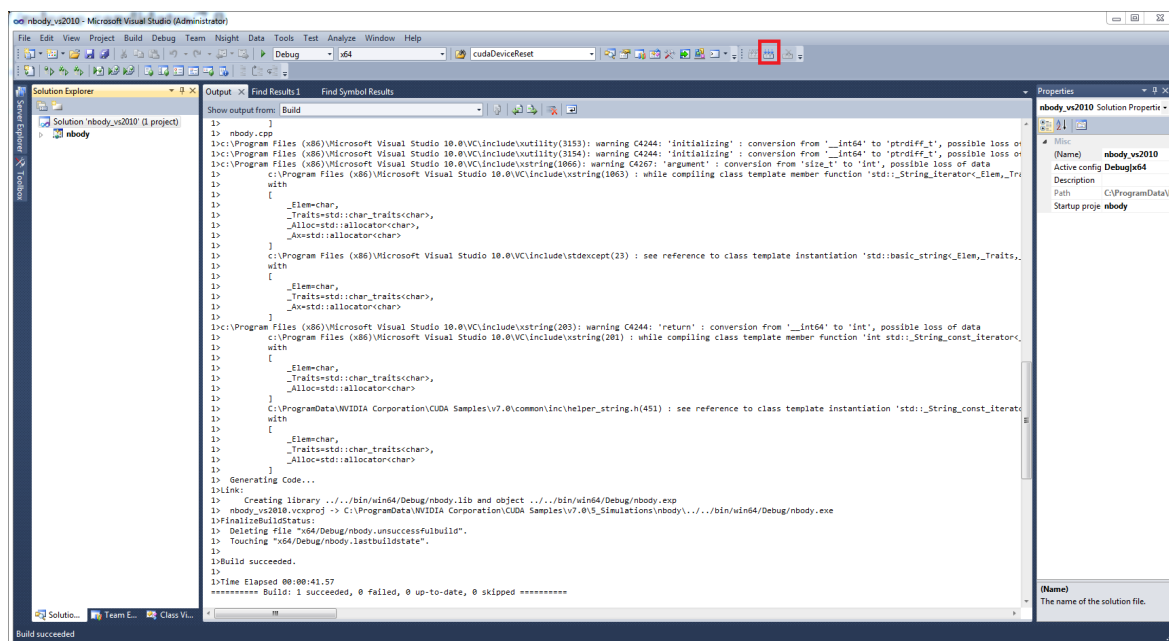 nbody_vs2010 - Microsoft Visual Studio (Administrator)
File Edit View Project Build Debug Team Nsight Data Tools Test Analyze Window Help
Debug x64 cudaDeviceReset
Solution Explorer
Solution 'nbody_vs2010' (1 project)
nbody
Server Explorer
Toolbox
Output Find Results 1 Find Symbol Results
Show output from: Build
1> ]
1> nbody.cpp
1>c:\Program Files (x86)\Microsoft Visual Studio 10.0\VC\include\xutility(3153): warning C4244: 'initializing' : conversion from '__int64' to 'ptrdiff_t', possible loss o
1>c:\Program Files (x86)\Microsoft Visual Studio 10.0\VC\include\xutility(3154): warning C4244: 'initializing' : conversion from '__int64' to 'ptrdiff_t', possible loss o
1>c:\Program Files (x86)\Microsoft Visual Studio 10.0\VC\include\xstring(1066): warning C4267: 'argument' : conversion from 'size_t' to 'int', possible loss of data
1> c:\Program Files (x86)\Microsoft Visual Studio 10.0\VC\include\xstring(1063) : while compiling class template member function 'std::_String_iterator<_Elem,_Tra
1> with
1> [
1> _Elem=char,
1> _Traits=std::char_traits<char>,
1> _Alloc=std::allocator<char>,
1> _Ax=std::allocator<char>
1> ]
1> c:\Program Files (x86)\Microsoft Visual Studio 10.0\VC\include\stdexcept(23) : see reference to class template instantiation 'std::basic_string<_Elem,_Traits,_
1> with
1> [
1> _Elem=char,
1> _Traits=std::char_traits<char>,
1> _Ax=std::allocator<char>
1> ]
1>c:\Program Files (x86)\Microsoft Visual Studio 10.0\VC\include\xstring(203): warning C4244: 'return' : conversion from '__int64' to 'int', possible loss of data
1> c:\Program Files (x86)\Microsoft Visual Studio 10.0\VC\include\xstring(201) : while compiling class template member function 'int std::_String_const_iterator<_
1> with
1> [
1> _Elem=char,
1> _Traits=std::char_traits<char>,
1> _Alloc=std::allocator<char>
1> ]
1> C:\ProgramData\NVIDIA Corporation\CUDA Samples\v7.0\common\inc\helper_string.h(451) : see reference to class template instantiation 'std::_String_const_iterato
1> with
1> [
1> _Elem=char,
1> _Traits=std::char_traits<char>,
1> _Alloc=std::allocator<char>
1> ]
1> Generating Code...
1>Link:
1> Creating library ../../bin/win64/Debug/nbody.lib and object ../../bin/win64/Debug/nbody.exp
1> nbody_vs2010.vcxproj -> C:\ProgramData\NVIDIA Corporation\CUDA Samples\v7.0\5_Simulations\nbody\../../bin/win64/Debug/nbody.exe
1>FinalizeBuildStatus:
1> Deleting file "x64/Debug/nbody.unsuccessfulbuild".
1> Touching "x64/Debug/nbody.lastbuildstate".
1>
1>Build succeeded.
1>
1>Time Elapsed 00:00:41.57
========== Build: 1 succeeded, 0 failed, 0 up-to-date, 0 skipped ==========
Properties
nbody_vs2010 Solution Propertie
Misc
(Name) nbody_vs2010
Active config Debug|x64
Description
Path C:\ProgramData\
Startup proje nbody
(Name)
The name of the solution file.
Solutio... Team E... Class Vi...
Build succeeded